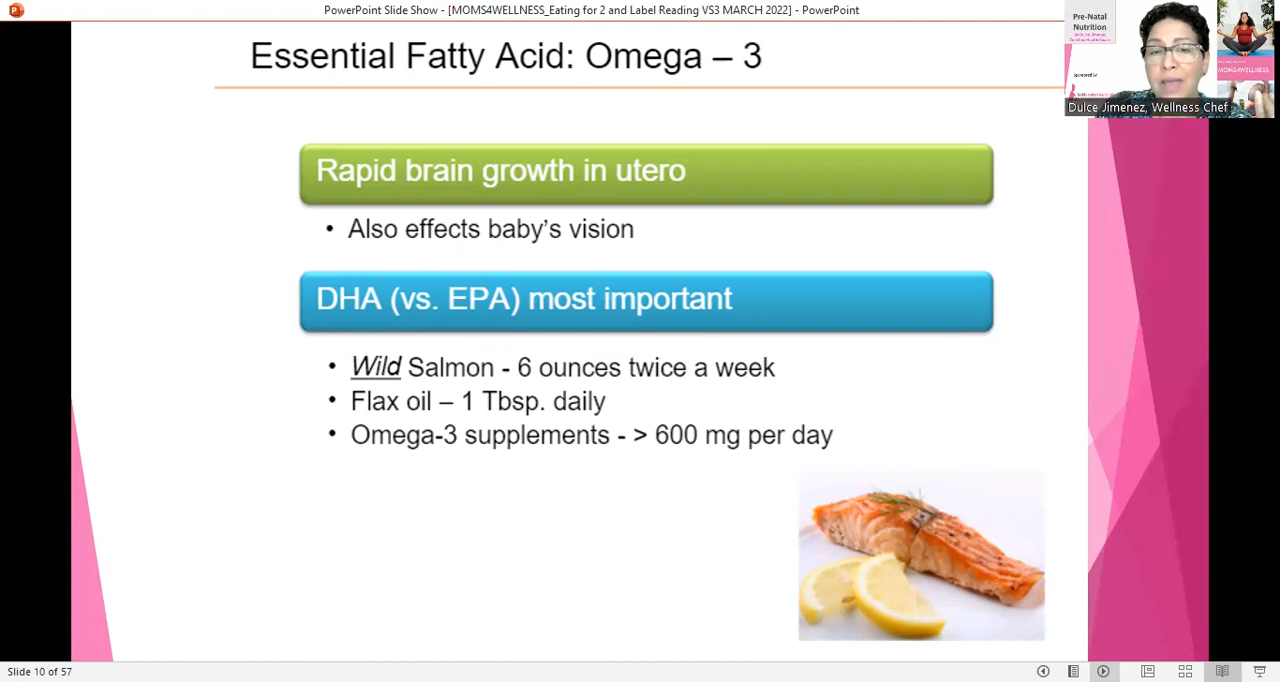 PowerPoint Slide Show - [MOMS4WELLNESS_Eating for 2 and Label Reading VS3 MARCH 2022] - PowerPoint
Essential Fatty Acid: Omega – 3
Pre-Natal
Nutrition
Sponsored by
MOMS4WELLNESS
Dulce Jimenez, Wellness Chef
Rapid brain growth in utero
• Also effects baby's vision
DHA (vs. EPA) most important
• Wild Salmon - 6 ounces twice a week
• Flax oil – 1 Tbsp. daily
• Omega-3 supplements - > 600 mg per day
Slide 10 of 57